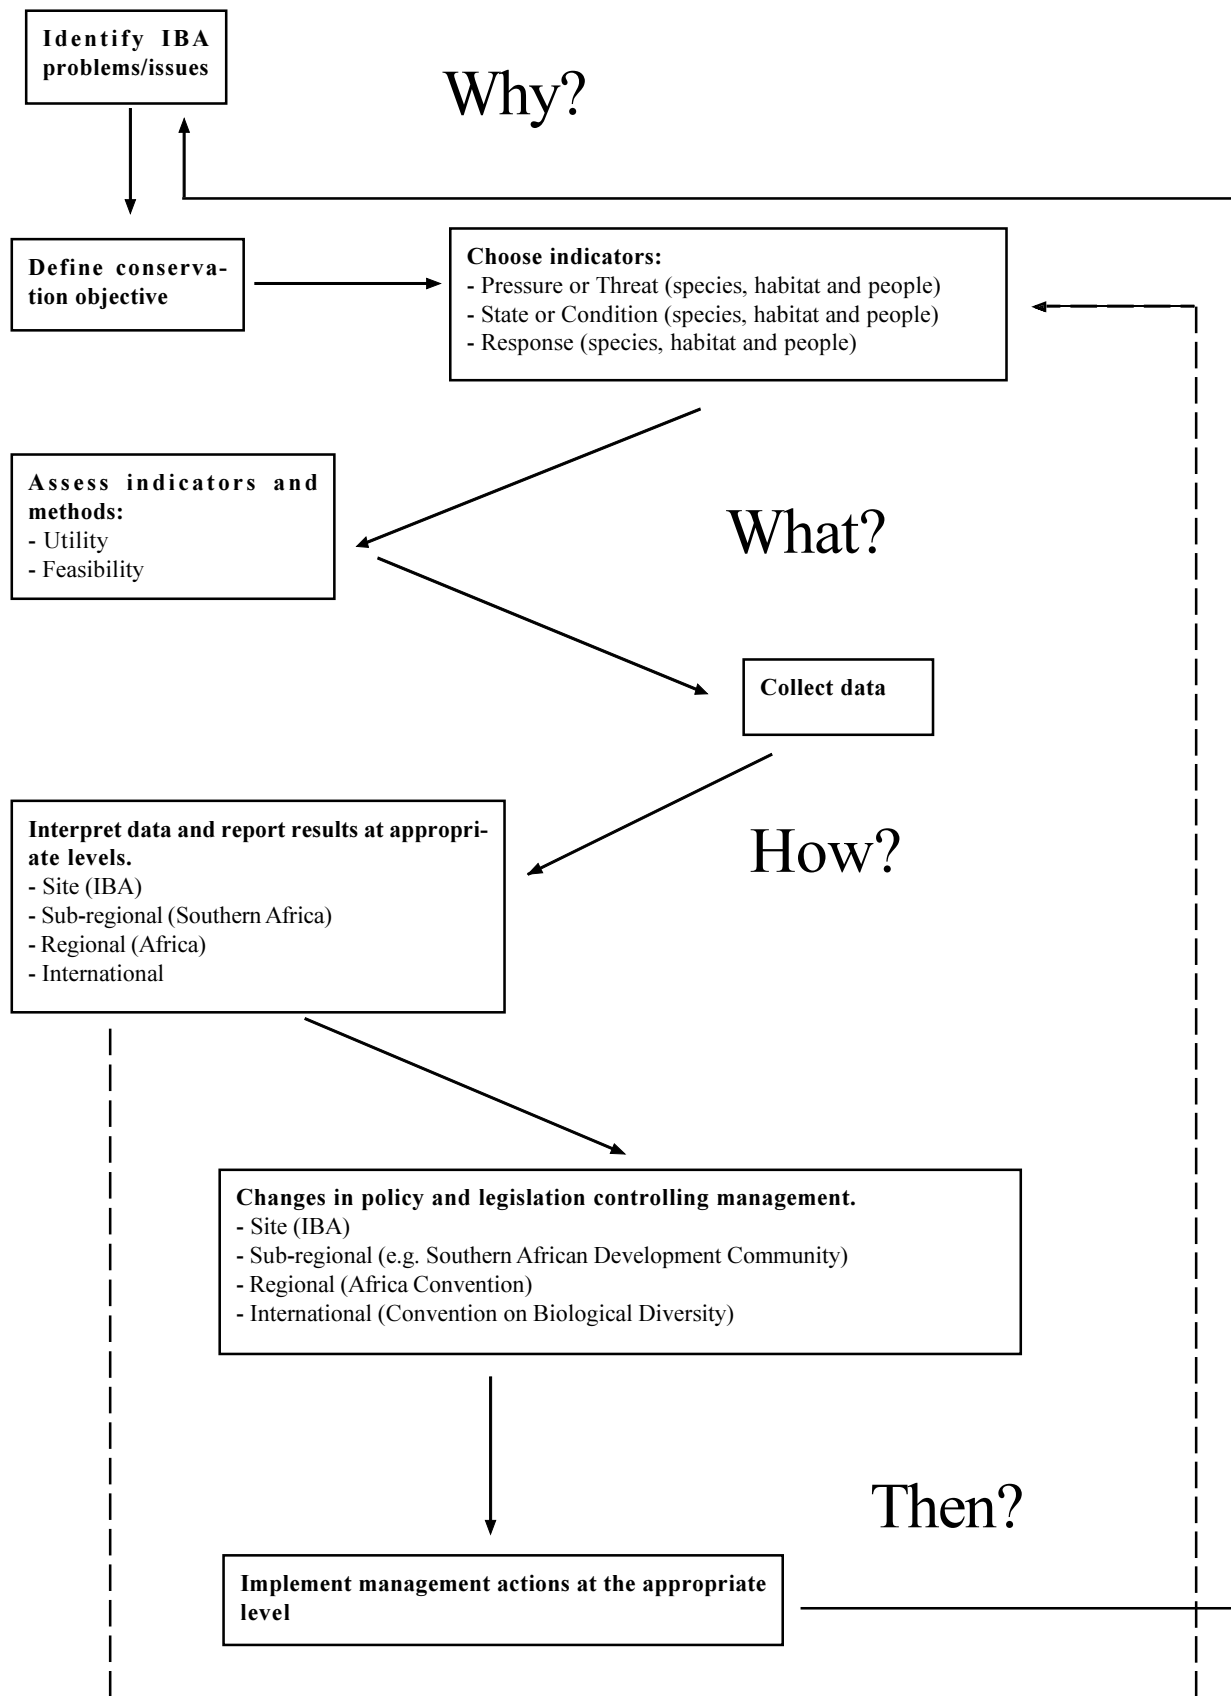 Identify IBA
problems/issues
Why?
Define conserva-
tion objective
Choose indicators:
- Pressure or Threat (species, habitat and people)
- State or Condition (species, habitat and people)
- Response (species, habitat and people)
Assess indicators and
methods:
- Utility
- Feasibility
What?
Collect data
Interpret data and report results at appropri-
ate levels.
- Site (IBA)
- Sub-regional (Southern Africa)
- Regional (Africa)
- International
How?
Changes in policy and legislation controlling management.
- Site (IBA)
- Sub-regional (e.g. Southern African Development Community)
- Regional (Africa Convention)
- International (Convention on Biological Diversity)
Then?
Implement management actions at the appropriate
level